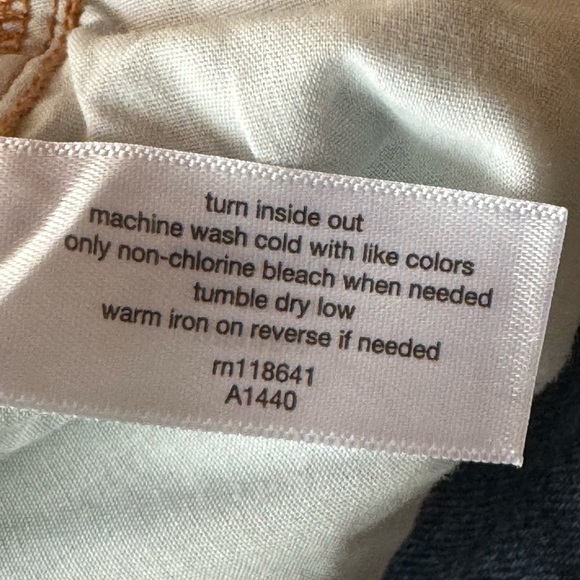 turn inside out
machine wash cold with like colors
only non-chlorine bleach when needed
tumble dry low
warm iron on reverse if needed
rn118641
A1440